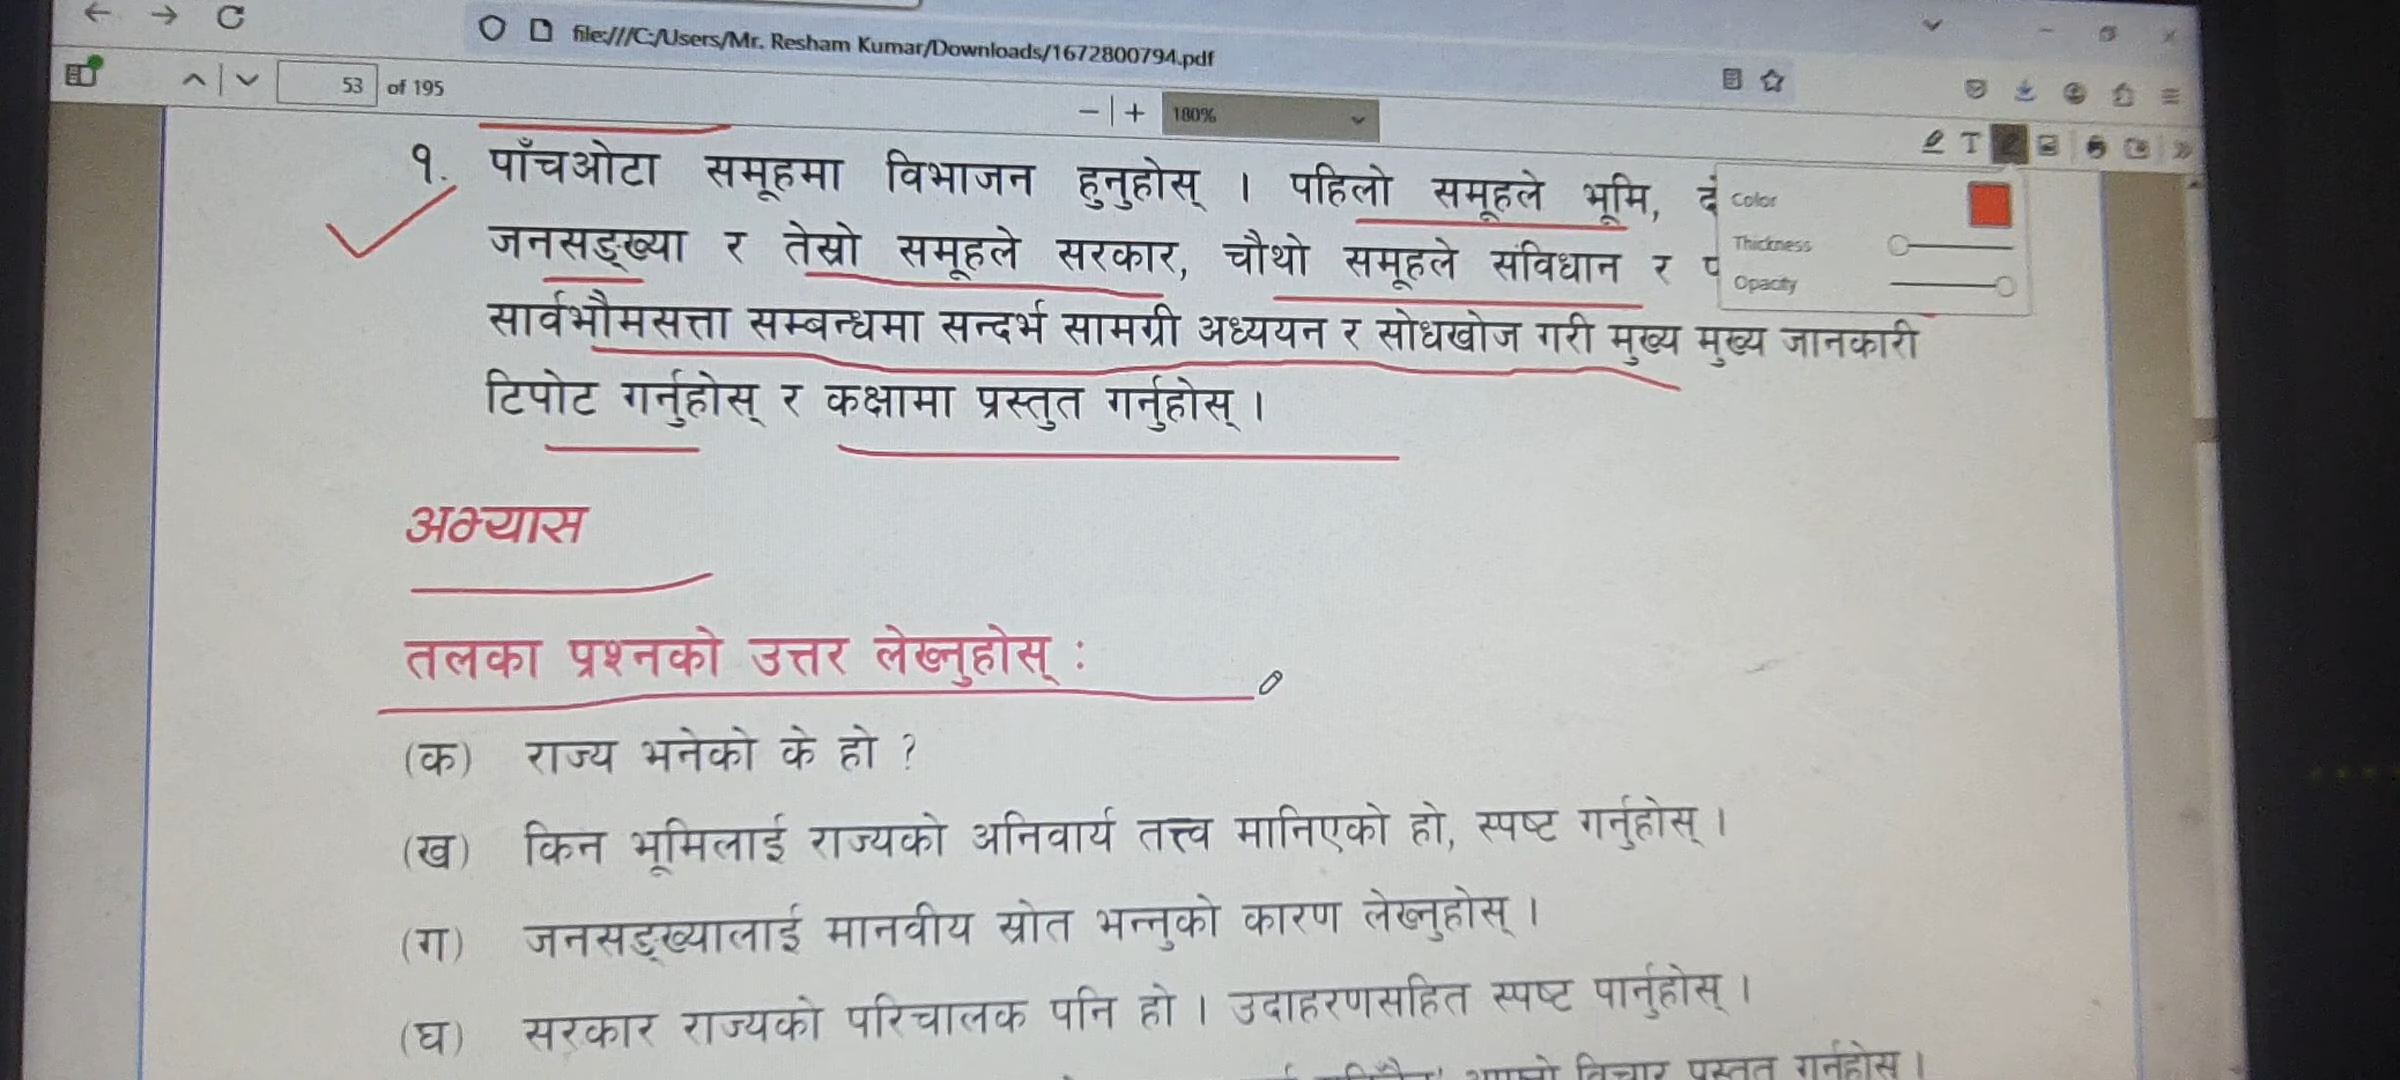 file:///C:/Users/Mr. Resham Kumar/Downloads/1672800794.pdf
53 of 195
180%
Color
Thickness
Opacity
१. पाँचओटा समूहमा विभाजन हुनुहोस् । पहिलो समूहले भूमि,
जनसङ्ख्या र तेस्रो समूहले सरकार, चौथो समूहले संविधान र
सार्वभौमसत्ता सम्बन्धमा सन्दर्भ सामग्री अध्ययन र सोधखोज गरी मुख्य मुख्य जानकारी
टिपोट गर्नुहोस् र कक्षामा प्रस्तुत गर्नुहोस् ।
अभ्यास
तलका प्रश्नको उत्तर लेख्नुहोस् :
(क) राज्य भनेको के हो ?
(ख) किन भूमिलाई राज्यको अनिवार्य तत्त्व मानिएको हो, स्पष्ट गर्नुहोस् ।
(ग) जनसङ्ख्यालाई मानवीय स्रोत भन्नुको कारण लेख्नुहोस् ।
(घ) सरकार राज्यको परिचालक पनि हो । उदाहरणसहित स्पष्ट पार्नुहोस् ।
विचार प्रस्तुत गर्नुहोस् ।